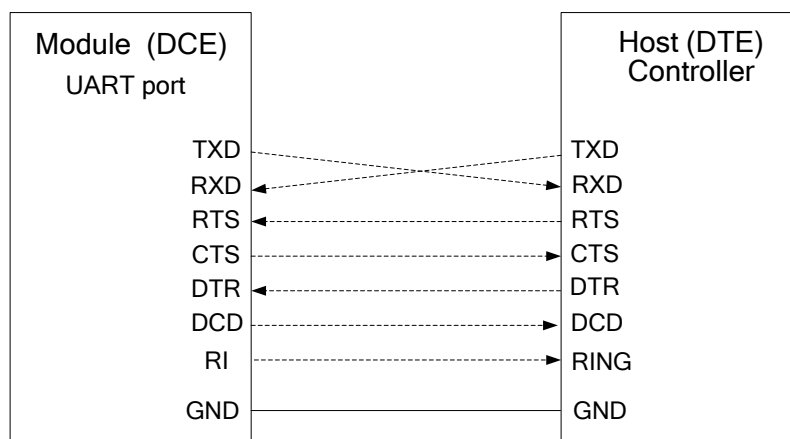 Module (DCE)
UART port
TXD
RXD
RTS
CTS
DTR
DCD
RI
GND
Host (DTE)
Controller
TXD
RXD
RTS
CTS
DTR
DCD
RING
GND